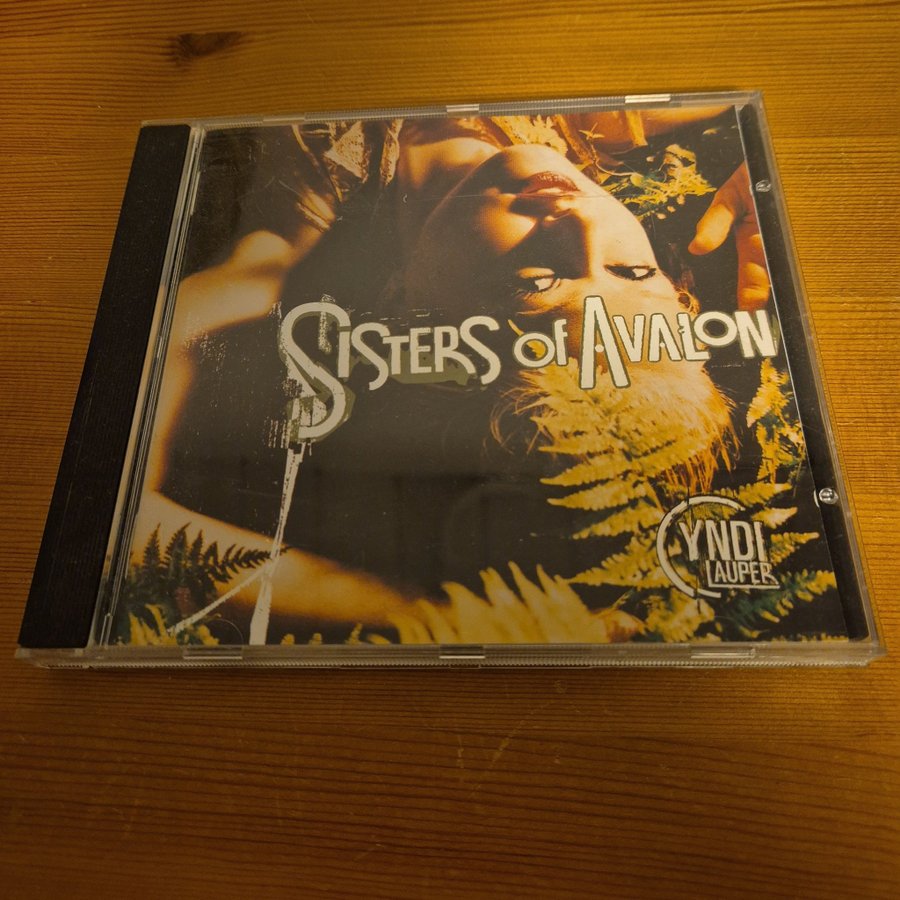 SISTERS OF AVALON
CYNDI
LAUPER